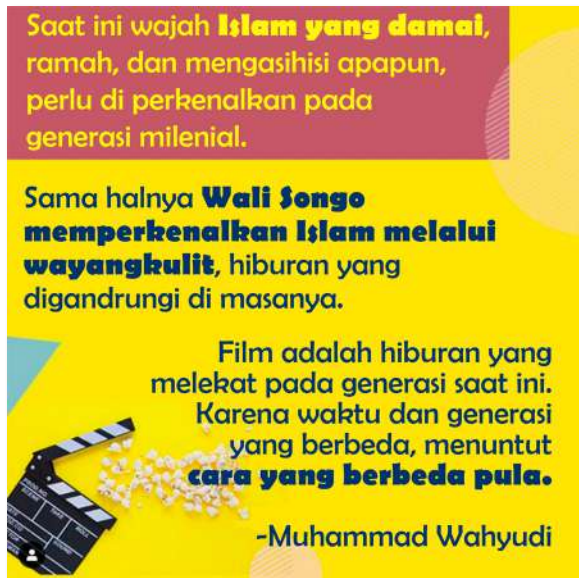 Saat ini wajah Islam yang damai,
ramah, dan mengasihisi apapun,
perlu di perkenalkan pada
generasi milenial.
Sama halnya Wali Songo
memperkenalkan Islam melalui
wayangkulit, hiburan yang
digandrungi di masanya.
Film adalah hiburan yang
melekat pada generasi saat ini.
Karena waktu dan generasi
yang berbeda, menuntut
cara yang berbeda pula.
-Muhammad Wahyudi